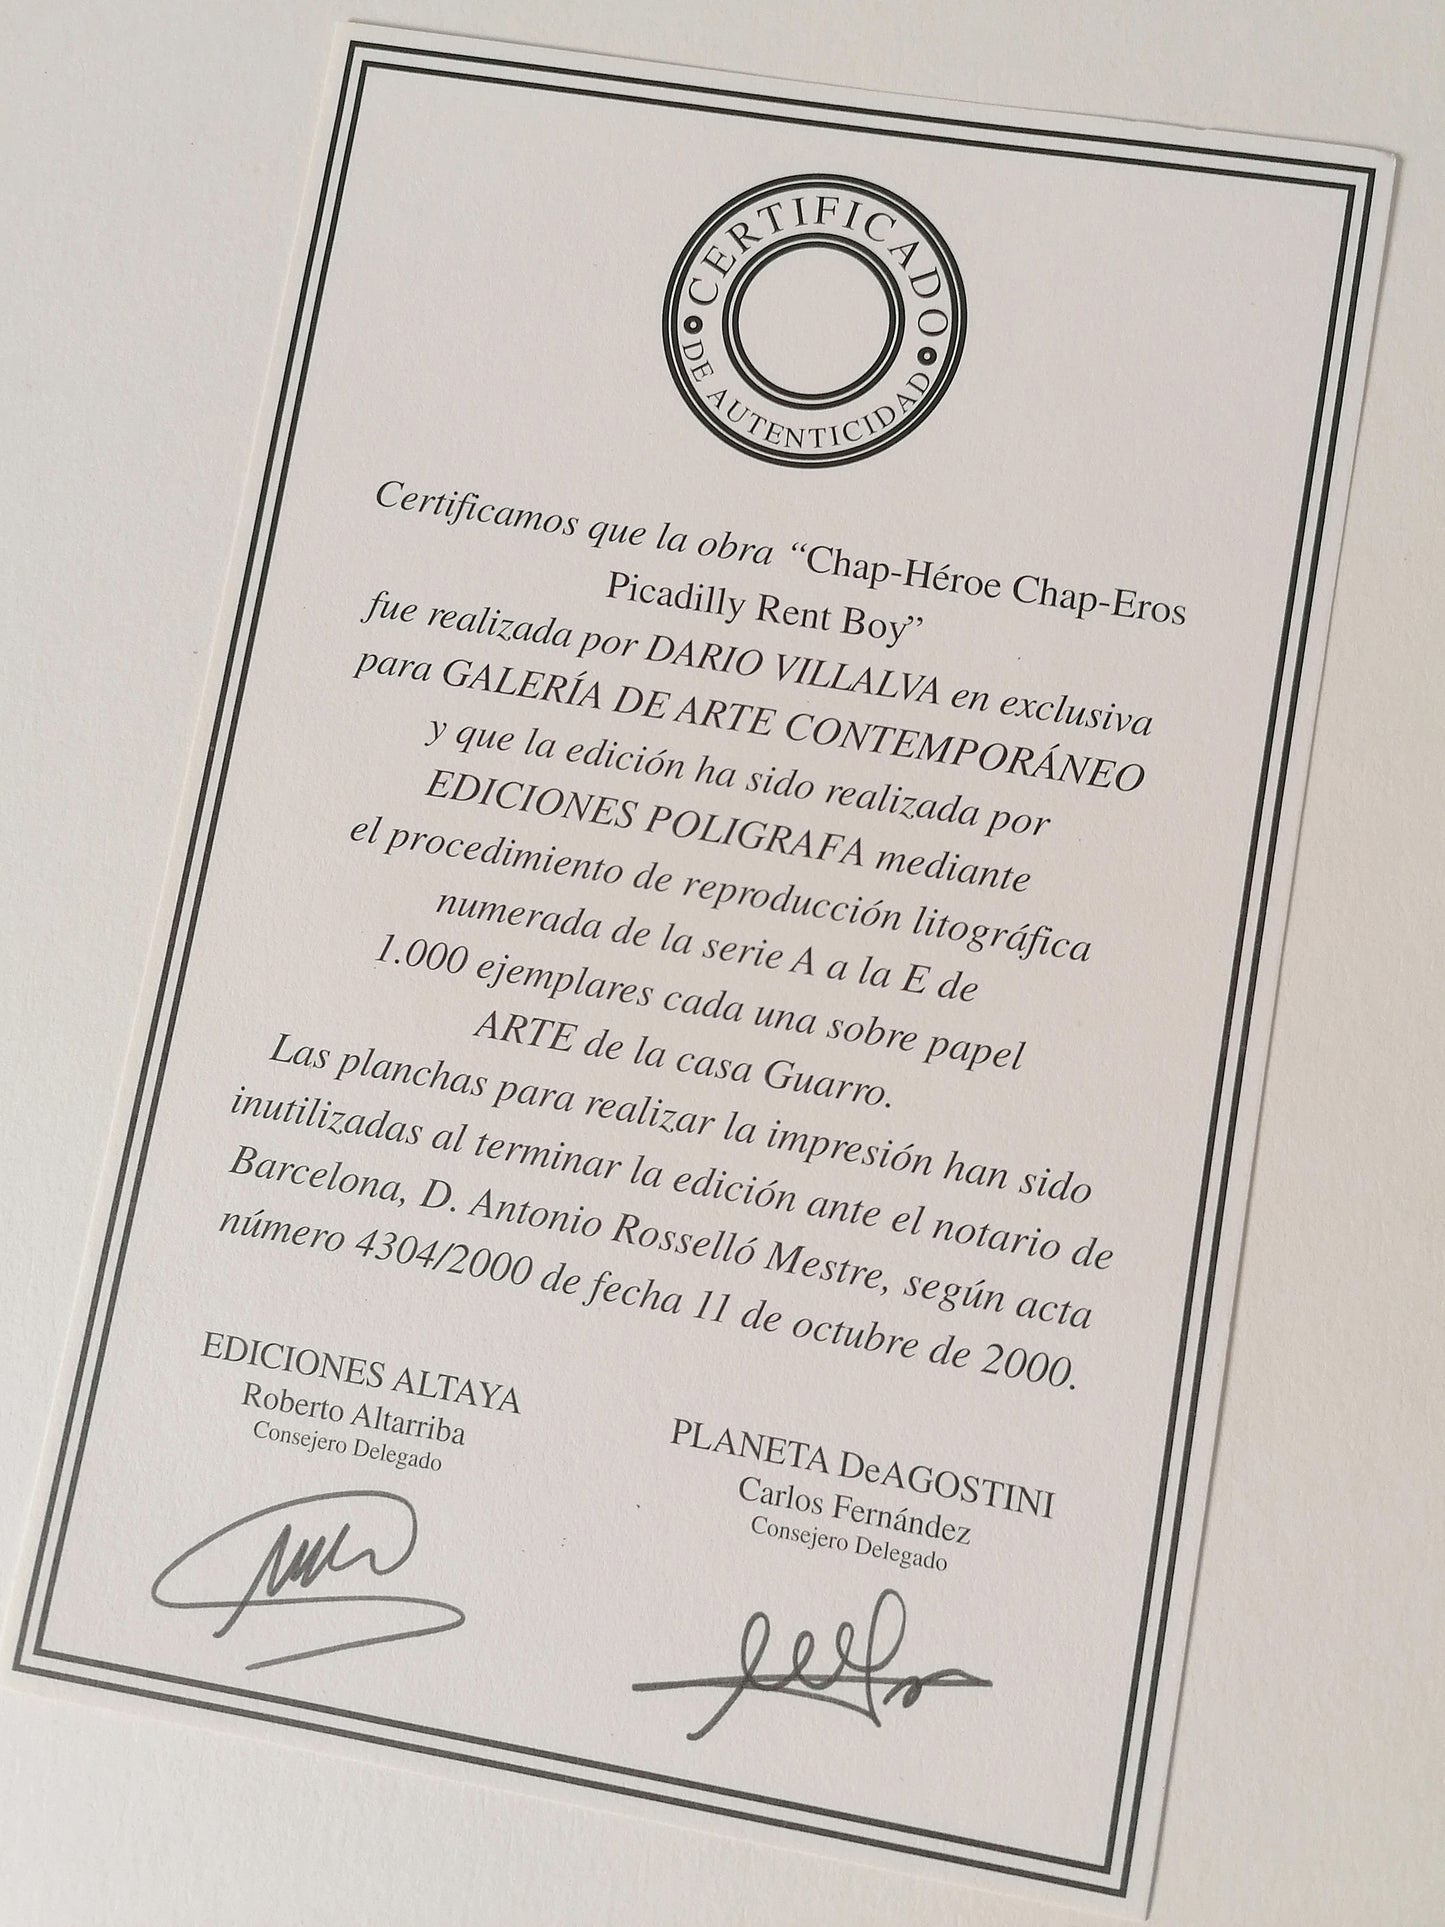 CERTIFICADO
DE AUTENTICIDAD
Certificamos que la obra “Chap-Héroe Chap-Eros
Picadilly Rent Boy”
fue realizada por DARIO VILLALVA en exclusiva
para GALERÍA DE ARTE CONTEMPORÁNEO
y que la edición ha sido realizada por
EDICIONES POLIGRAFA mediante
el procedimiento de reproducción litográfica
numerada de la serie A a la E de
1.000 ejemplares cada una sobre papel
ARTE de la casa Guarro.
Las planchas para realizar la impresión han sido
inutilizadas al terminar la edición ante el notario de
Barcelona, D. Antonio Rosselló Mestre, según acta
número 4304/2000 de fecha 11 de octubre de 2000.
EDICIONES ALTAYA
Roberto Altarriba
Consejero Delegado
PLANETA DeAGOSTINI
Carlos Fernández
Consejero Delegado